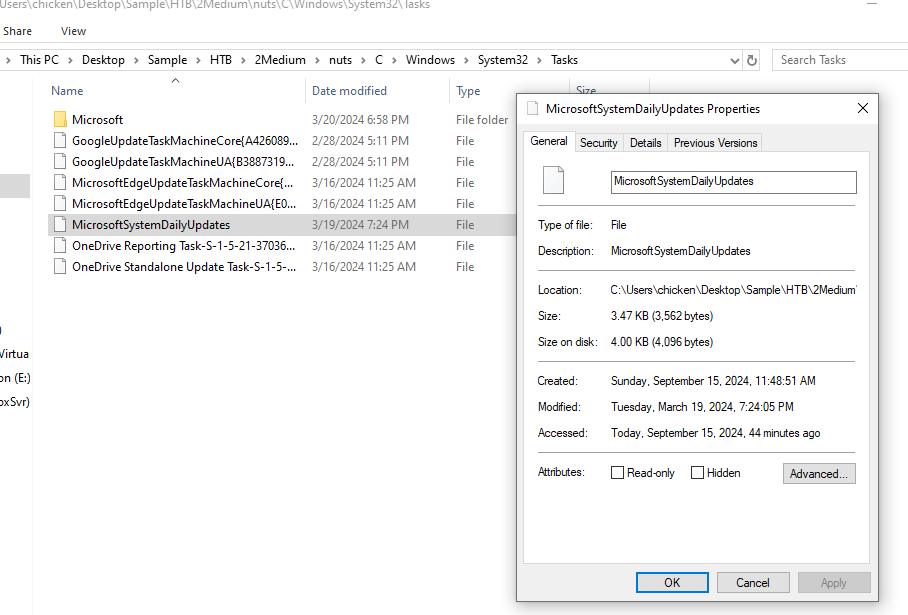 Users\chicken\Desktop\Sample\HTB\2Medium\nuts\C\Windows\System32\Tasks
Share View
This PC > Desktop > Sample > HTB > 2Medium > nuts > C > Windows > System32 > Tasks
Search Tasks
Name Date modified Type Size
Microsoft 3/20/2024 6:58 PM File folder
GoogleUpdateTaskMachineCore{A426089... 2/28/2024 5:11 PM File
GoogleUpdateTaskMachineUA{B3887319... 2/28/2024 5:11 PM File
MicrosoftEdgeUpdateTaskMachineCore{... 3/16/2024 11:25 AM File
MicrosoftEdgeUpdateTaskMachineUA{E0... 3/16/2024 11:25 AM File
MicrosoftSystemDailyUpdates 3/19/2024 7:24 PM File
OneDrive Reporting Task-S-1-5-21-37036... 3/16/2024 11:25 AM File
OneDrive Standalone Update Task-S-1-5-... 3/16/2024 11:25 AM File
)
Virtua
on (E:)
oxSvr)
MicrosoftSystemDailyUpdates Properties
General Security Details Previous Versions
MicrosoftSystemDailyUpdates
Type of file: File
Description: MicrosoftSystemDailyUpdates
Location: C:\Users\chicken\Desktop\Sample\HTB\2Medium\
Size: 3.47 KB (3,562 bytes)
Size on disk: 4.00 KB (4,096 bytes)
Created: Sunday, September 15, 2024, 11:48:51 AM
Modified: Tuesday, March 19, 2024, 7:24:05 PM
Accessed: Today, September 15, 2024, 44 minutes ago
Attributes: Read-only Hidden Advanced...
OK Cancel Apply